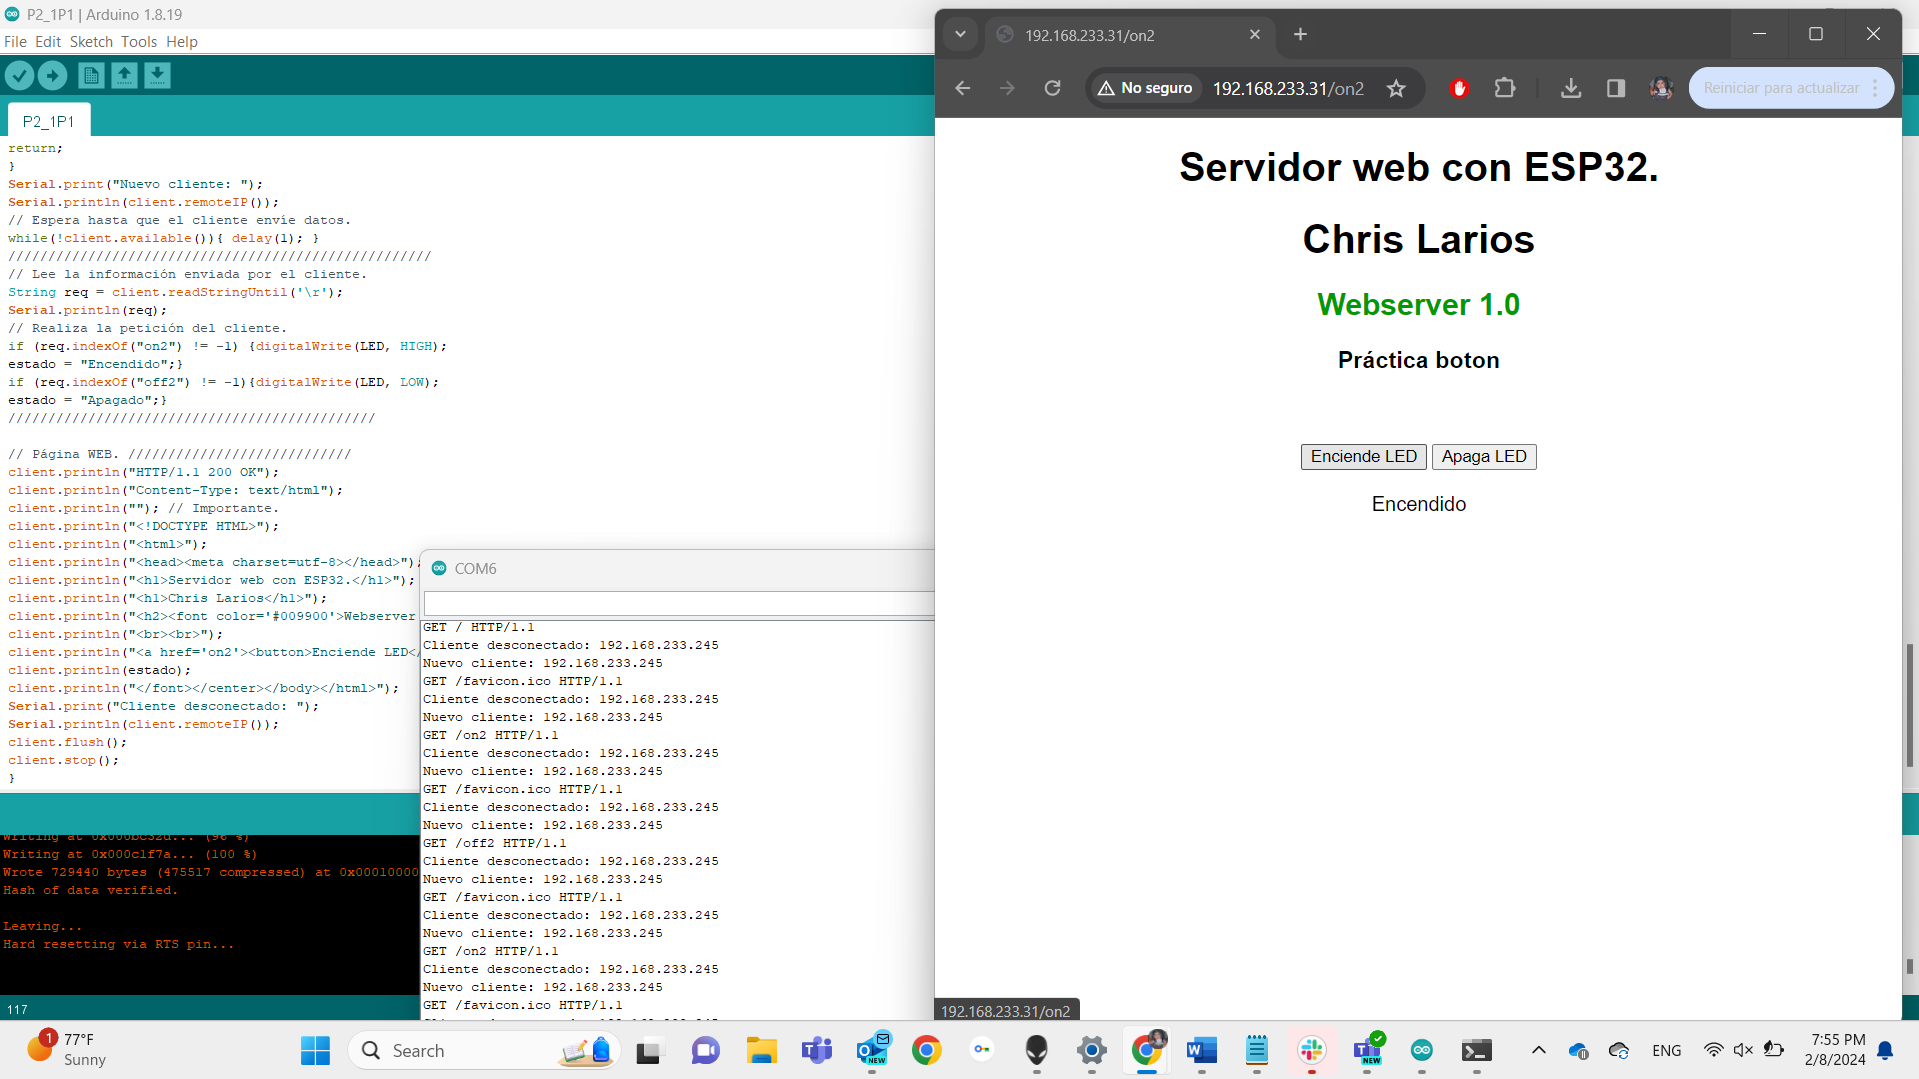 P2_1P1 | Arduino 1.8.19
File Edit Sketch Tools Help
P2_1P1
return;
}
Serial.print("Nuevo cliente: ");
Serial.println(client.remoteIP());
// Espera hasta que el cliente envíe datos.
while(!client.available()){ delay(1); }
/////////////////////////////////////////////////////
// Lee la información enviada por el cliente.
String req = client.readStringUntil('\r');
Serial.println(req);
// Realiza la petición del cliente.
if (req.indexOf("on2") != -1) {digitalWrite(LED, HIGH);
estado = "Encendido";}
if (req.indexOf("off2") != -1){digitalWrite(LED, LOW);
estado = "Apagado";}
//////////////////////////////////////////////
// Página WEB. ////////////////////////////
client.println("HTTP/1.1 200 OK");
client.println("Content-Type: text/html");
client.println(""); // Importante.
client.println("<!DOCTYPE HTML>");
client.println("<html>");
client.println("<head><meta charset=utf-8></head>");
client.println("<h1>Servidor web con ESP32.</h1>");
client.println("<h1>Chris Larios</h1>");
client.println("<h2><font color='#009900'>Webserver
client.println("<br><br>");
client.println("<a href='on2'><button>Enciende LED</
client.println(estado);
client.println("</font></center></body></html>");
Serial.print("Cliente desconectado: ");
Serial.println(client.remoteIP());
client.flush();
client.stop();
}
Writing at 0x000bc32d... (96 %)
Writing at 0x000c1f7a... (100 %)
Wrote 729440 bytes (475517 compressed) at 0x00010000
Hash of data verified.
Leaving...
Hard resetting via RTS pin...
117
COM6
GET / HTTP/1.1
Cliente desconectado: 192.168.233.245
Nuevo cliente: 192.168.233.245
GET /favicon.ico HTTP/1.1
Cliente desconectado: 192.168.233.245
Nuevo cliente: 192.168.233.245
GET /on2 HTTP/1.1
Cliente desconectado: 192.168.233.245
Nuevo cliente: 192.168.233.245
GET /favicon.ico HTTP/1.1
Cliente desconectado: 192.168.233.245
Nuevo cliente: 192.168.233.245
GET /off2 HTTP/1.1
Cliente desconectado: 192.168.233.245
Nuevo cliente: 192.168.233.245
GET /favicon.ico HTTP/1.1
Cliente desconectado: 192.168.233.245
Nuevo cliente: 192.168.233.245
GET /on2 HTTP/1.1
Cliente desconectado: 192.168.233.245
Nuevo cliente: 192.168.233.245
GET /favicon.ico HTTP/1.1
192.168.233.31/on2
No seguro 192.168.233.31/on2
Reiniciar para actualizar
Servidor web con ESP32.
Chris Larios
Webserver 1.0
Práctica boton
Enciende LED Apaga LED
Encendido
192.168.233.31/on2
1
77°F
Sunny
Search
NEW
NEW
ENG
7:55 PM
2/8/2024